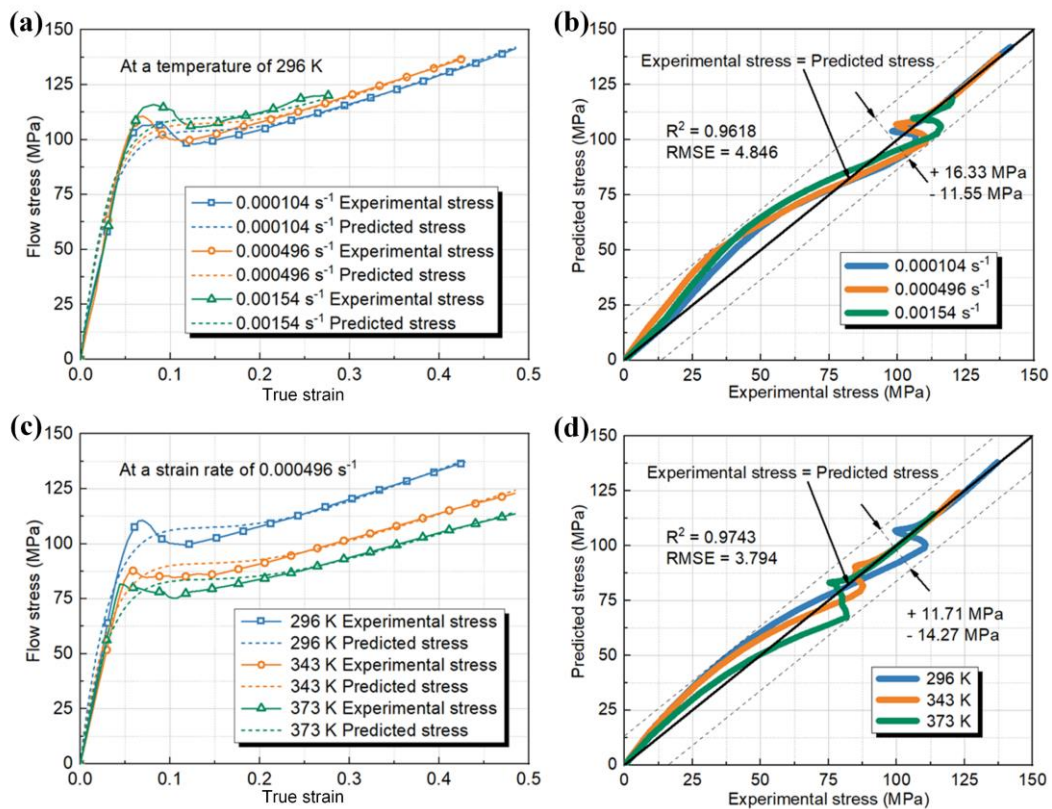 (a)
150
125
100
75
50
25
0
Flow stress (MPa)
At a temperature of 296 K
0.000104 s⁻¹ Experimental stress
0.000104 s⁻¹ Predicted stress
0.000496 s⁻¹ Experimental stress
0.000496 s⁻¹ Predicted stress
0.00154 s⁻¹ Experimental stress
0.00154 s⁻¹ Predicted stress
0.0 0.1 0.2 0.3 0.4 0.5
True strain
(b)
150
125
100
75
50
25
0
Predicted stress (MPa)
Experimental stress = Predicted stress
R² = 0.9618
RMSE = 4.846
+ 16.33 MPa
- 11.55 MPa
0.000104 s⁻¹
0.000496 s⁻¹
0.00154 s⁻¹
0 25 50 75 100 125 150
Experimental stress (MPa)
(c)
150
125
100
75
50
25
0
Flow stress (MPa)
At a strain rate of 0.000496 s⁻¹
296 K Experimental stress
296 K Predicted stress
343 K Experimental stress
343 K Predicted stress
373 K Experimental stress
373 K Predicted stress
0.0 0.1 0.2 0.3 0.4 0.5
True strain
(d)
150
125
100
75
50
25
0
Predicted stress (MPa)
Experimental stress = Predicted stress
R² = 0.9743
RMSE = 3.794
+ 11.71 MPa
- 14.27 MPa
296 K
343 K
373 K
0 25 50 75 100 125 150
Experimental stress (MPa)